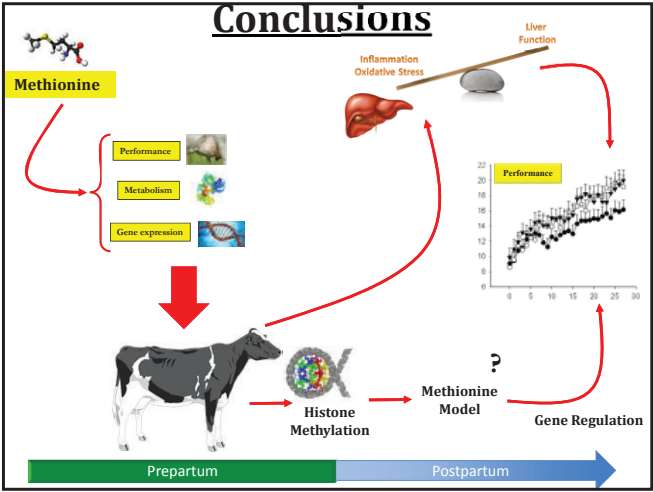 Conclusions
Methionine
Performance
Metabolism
Gene expression
Liver
Function
Inflammation
Oxidative Stress
Performance
22
20
18
16
14
12
10
8
6
0 5 10 15 20 25 30
Histone
Methylation
?
Methionine
Model
Gene Regulation
Prepartum
Postpartum